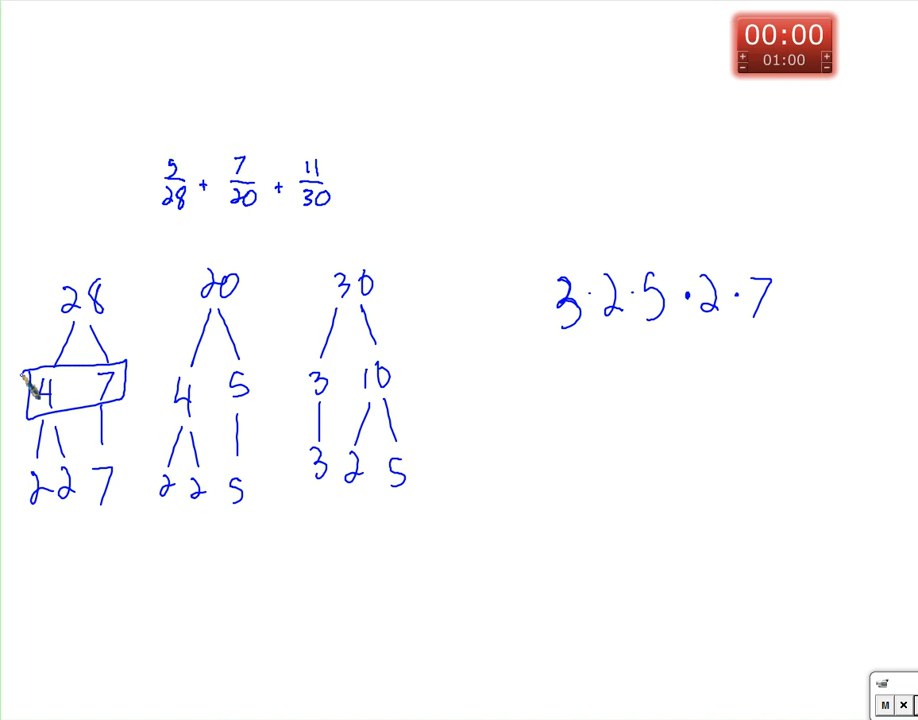 00:00
+ 01:00 +
- -
5/28 + 7/20 + 11/30
28 20 30 3·2·5·2·7
4 7 4 5 3 10
2 2 7 2 2 5 3 2 5
M ×